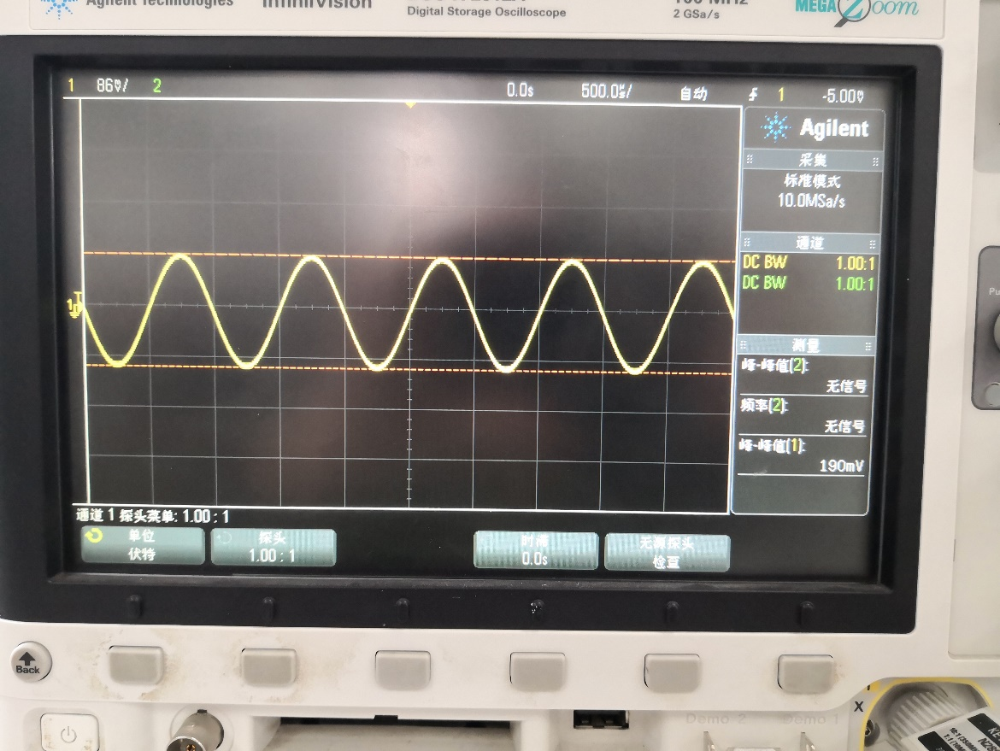 Agilent Technologies
InfiniiVision
Digital Storage Oscilloscope
2 GSa/s
MEGA Zoom
1 86mV/ 2 0.0s 500.0us/ 自动 1 -5.00mV
Agilent
采集
标准模式
10.0MSa/s
通道
DC BW 1.00:1
DC BW 1.00:1
测量
峰-峰值(2):
无信号
频率(2):
无信号
峰-峰值(1):
190mV
通道 1 探头菜单: 1.00 : 1
单位
伏特
探头
1.00 : 1
时滞
0.0s
无源探头
检查
Back
Demo 2
Demo 1
X
Pu